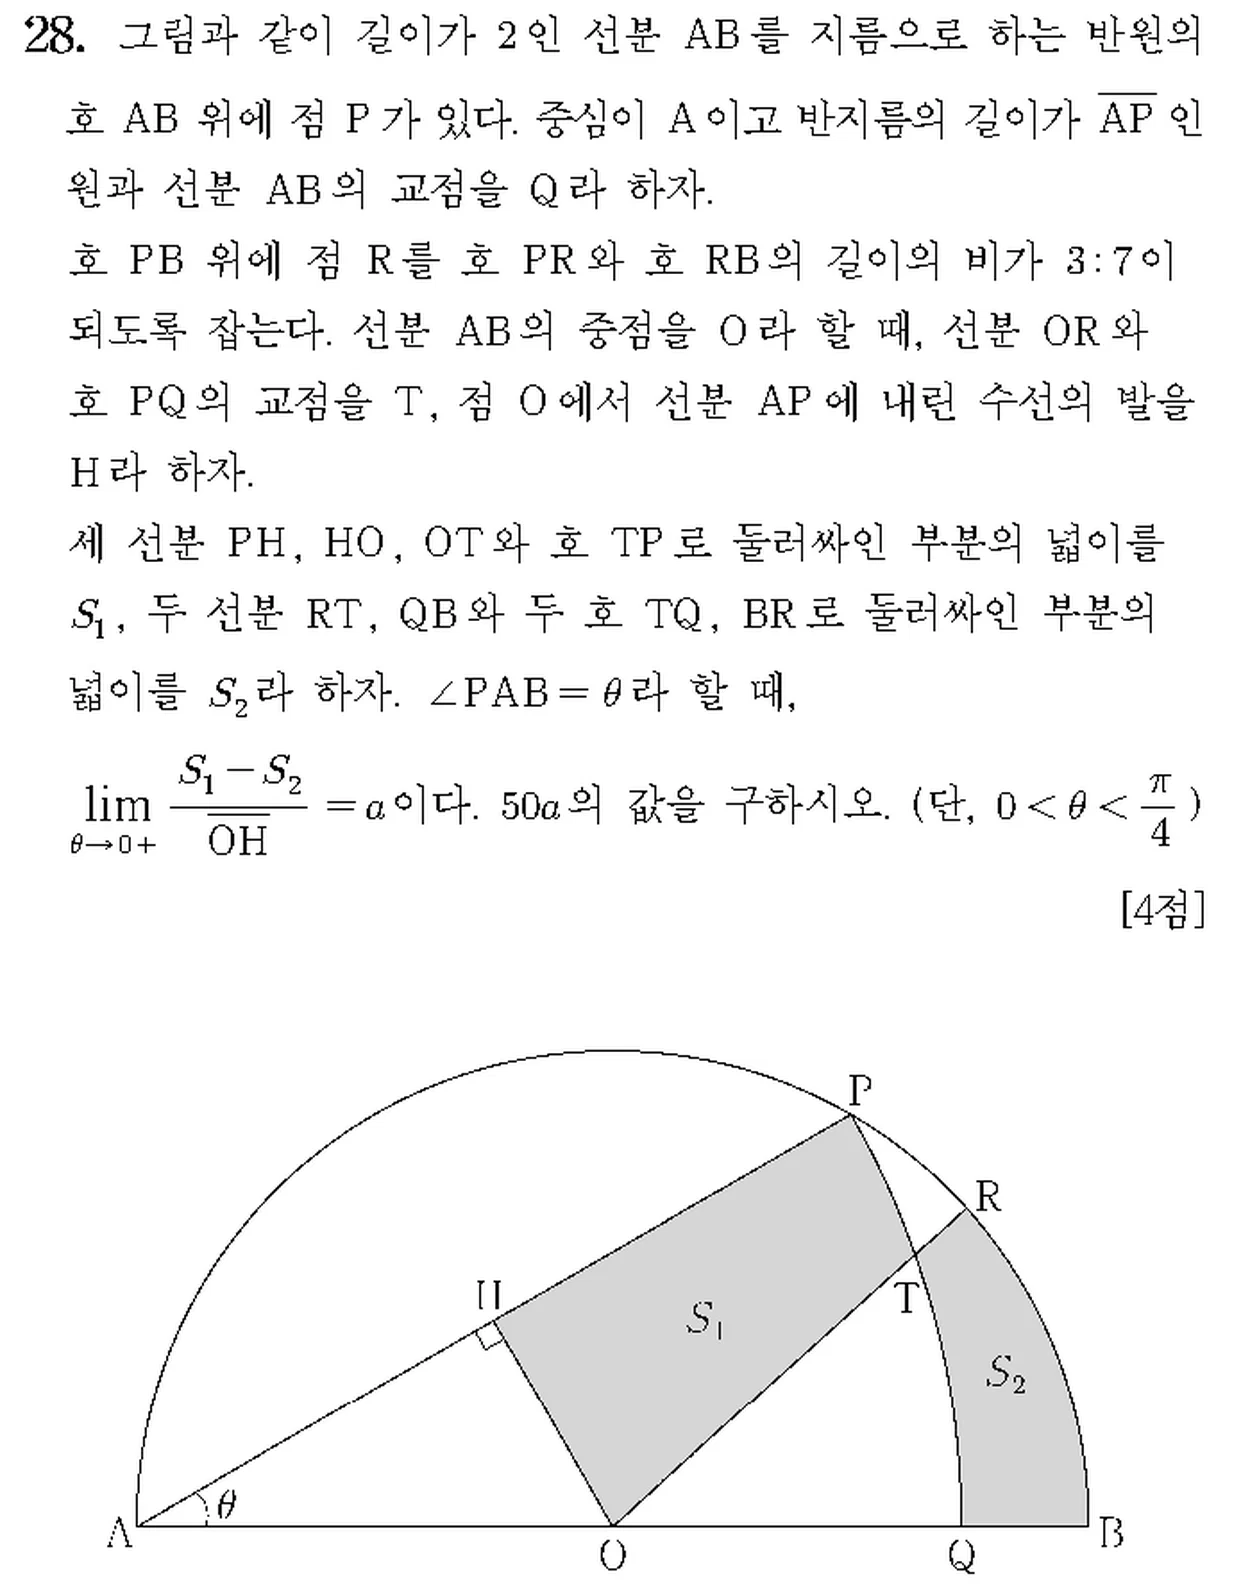 28. 그림과 같이 길이가 2인 선분 AB를 지름으로 하는 반원의
호 AB 위에 점 P가 있다. 중심이 A이고 반지름의 길이가 \overline{AP}인
원과 선분 AB의 교점을 Q라 하자.
호 PB 위에 점 R를 호 PR와 호 RB의 길이의 비가 3:7이
되도록 잡는다. 선분 AB의 중점을 O라 할 때, 선분 OR와
호 PQ의 교점을 T, 점 O에서 선분 AP에 내린 수선의 발을
H라 하자.
세 선분 PH, HO, OT와 호 TP로 둘러싸인 부분의 넓이를
S₁, 두 선분 RT, QB와 두 호 TQ, BR로 둘러싸인 부분의
넓이를 S₂라 하자. ∠PAB=θ라 할 때,
\lim_{θ→0+} \frac{S₁-S₂}{\overline{OH}} = a이다. 50a의 값을 구하시오. (단, 0<θ<\frac{π}{4})
[4점]
P
R
H
T
S₁
S₂
θ
A
O
Q
B